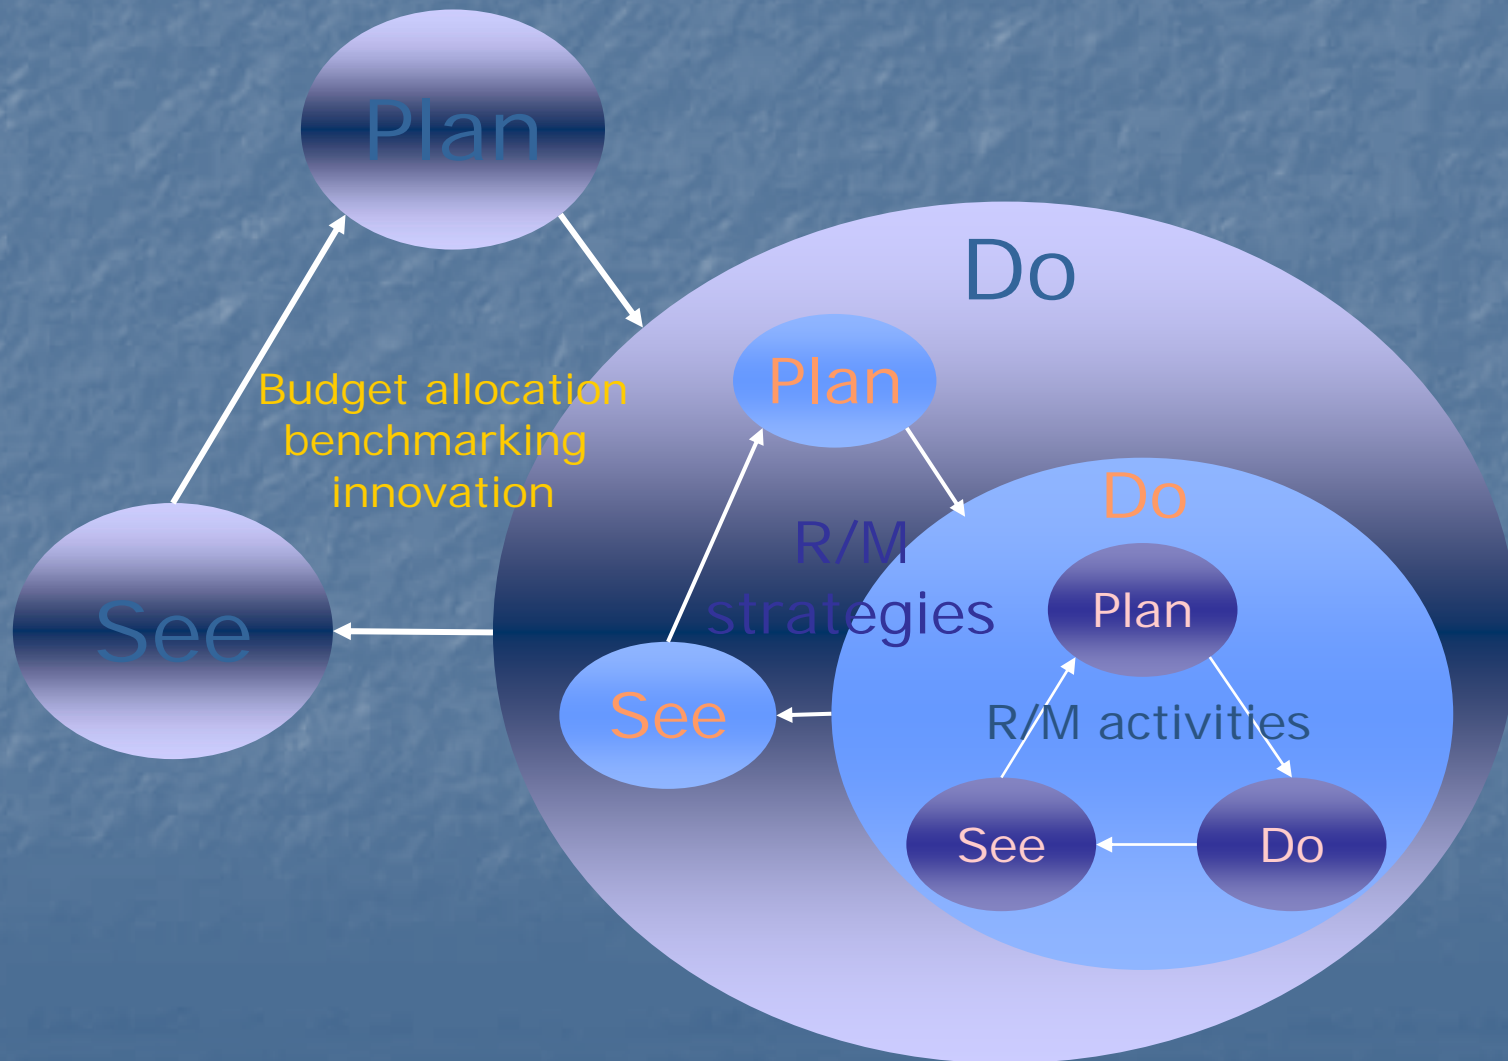 Plan
Do
Budget allocation
benchmarking
innovation
See
Plan
Do
R/M
strategies
See
Plan
R/M activities
See
Do